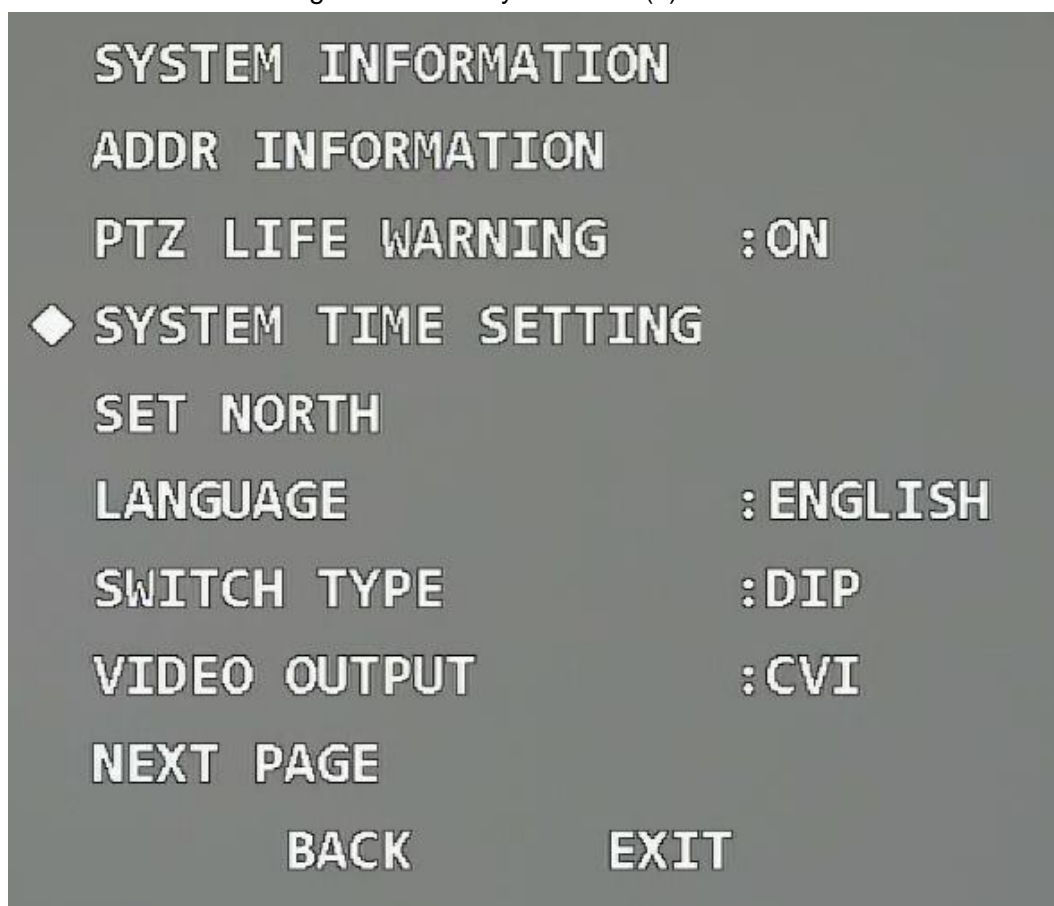 SYSTEM INFORMATION
ADDR INFORMATION
PTZ LIFE WARNING :ON
SYSTEM TIME SETTING
SET NORTH
LANGUAGE :ENGLISH
SWITCH TYPE :DIP
VIDEO OUTPUT :CVI
NEXT PAGE
BACK EXIT